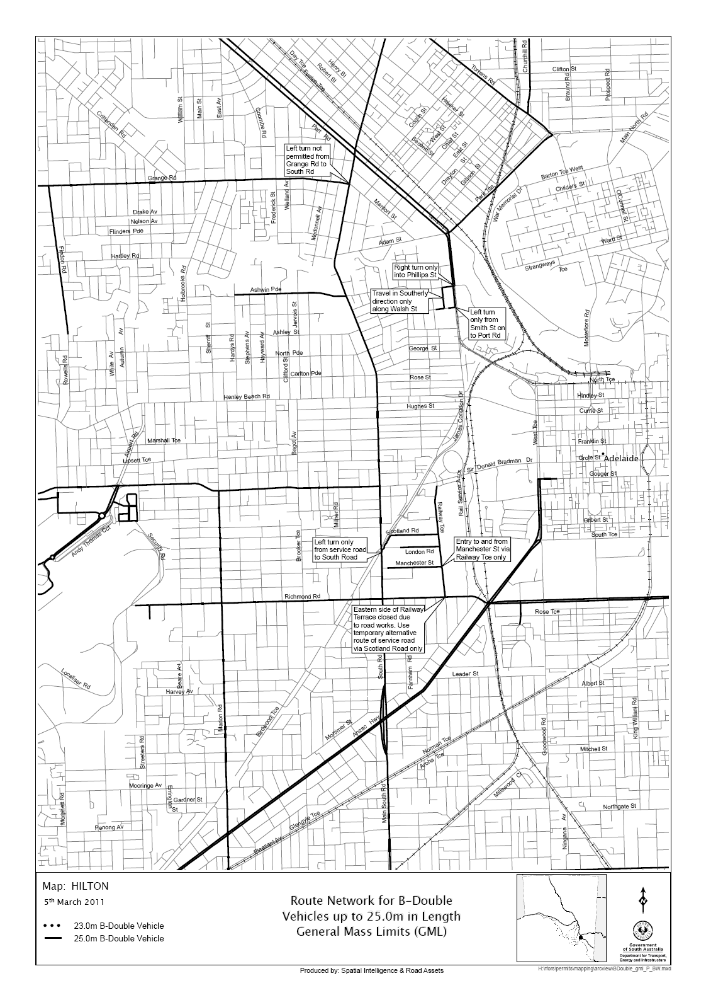 Churchill Rd
Clifton St
Braund Rd
Prospect Rd
Torrens Rd
Day Tce
Euston Tce
Robert St
Henry St
Crittenden Rd
William St
Main St
East Av
Coombe Rd
Port Rd
Hawker St
Coglin St
West St
Second St
Chief St
East St
Drayton St
Gibson St
Park Tce
Main North Rd
Left turn not
permitted from
Grange Rd to
South Rd
Grange Rd
Barton Tce West
Childers St
War Memorial Dr
O'Connell St
Frederick St
Welland Av
Mcdonnell Av
Manton St
Drake Av
Nelson Av
Flinders Pde
Hartley Rd
Findon Rd
Holbrooks Rd
Adam St
Ward St
Strangways Tce
Right turn only
into Phillips St
Travel in Southerly
direction only
along Walsh St
Ashwin Pde
Left turn
only from
Smith St on
to Port Rd
Montefiore Rd
Jervois St
Ashley St
Sherriff St
Hardys Rd
Stephens Av
Hayward Av
North Pde
Clifford St
Carlton Pde
White Av
Autumn Av
Rowells Rd
George St
Rose St
Henley Beach Rd
Hughes St
James Congdon Dr
North Tce
Hindley St
Currie St
West Tce
Franklin St
Grote St
Adelaide
Gouger St
Marshall Tce
Airport Rd
Lipsett Tce
Bagot Av
Sir Donald Bradman Dr
Rail Service Accs
Gilbert St
South Tce
Milner Rd
Railway Tce
Scotland Rd
Brooker Tce
Andy Thomas Cct
Security Rd
Left turn only
from service road
to South Road
London Rd
Manchester St
Entry to and from
Manchester St via
Railway Tce only
Richmond Rd
Rose Tce
Eastern side of Railway
Terrace closed due
to road works. Use
temporary alternative
route of service road
via Scotland Road only
South Rd
Farnham Rd
Leader St
Albert St
Localiser Rd
Beare Av
Harvey Av
Marion Rd
Birdwood Tce
Mortimer St
Anzac Hwy
Norman Tce
Aroha Tce
Goodwood Rd
King William Rd
Mitchell St
Streeters Rd
Mooringe Av
Errington St
Gardner St
Morphett Rd
Penong Av
Main South Rd
Millswood Cr
Northgate St
Ningana Av
Glengyle Tce
Pleasant Av
Map: HILTON
5th March 2011
23.0m B-Double Vehicle
25.0m B-Double Vehicle
Route Network for B-Double
Vehicles up to 25.0m in Length
General Mass Limits (GML)
N
SOUTH AUSTRALIA
Government
of South Australia
Department for Transport,
Energy and Infrastructure
Produced by: Spatial Intelligence & Road Assets
H:\rfors\permits\mapping\arcview\BDouble_gml_P_BW.mxd